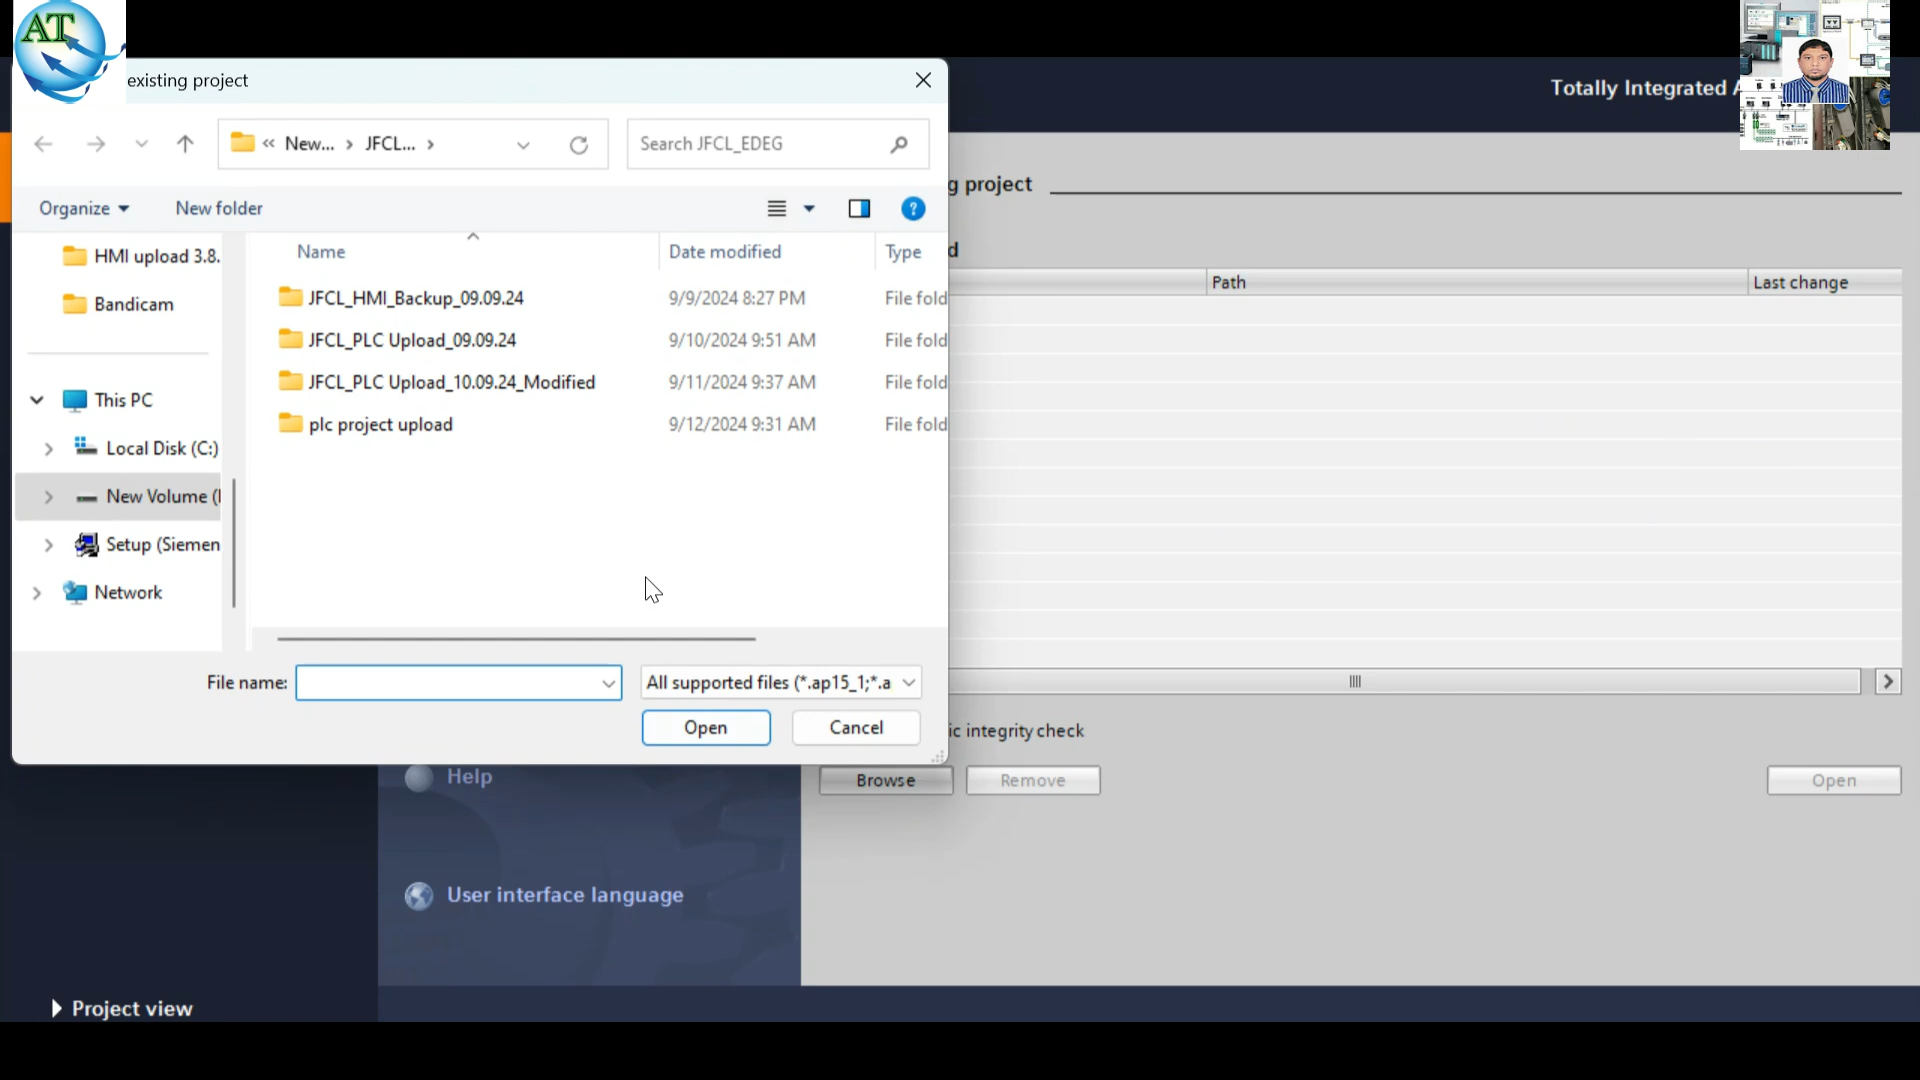 AT
existing project
Totally Integrated A
« New... › JFCL... ›
Search JFCL_EDEG
g project
Organize
New folder
d
HMI upload 3.8.
Name
Date modified
Type
Path
Last change
Bandicam
JFCL_HMI_Backup_09.09.24
9/9/2024 8:27 PM
File fold
JFCL_PLC Upload_09.09.24
9/10/2024 9:51 AM
File fold
This PC
JFCL_PLC Upload_10.09.24_Modified
9/11/2024 9:37 AM
File fold
Local Disk (C:)
plc project upload
9/12/2024 9:31 AM
File fold
New Volume (
Setup (Siemen
Network
File name:
All supported files (*.ap15_1;*.a
Open
Cancel
ic integrity check
Help
Browse
Remove
Open
User interface language
Project view